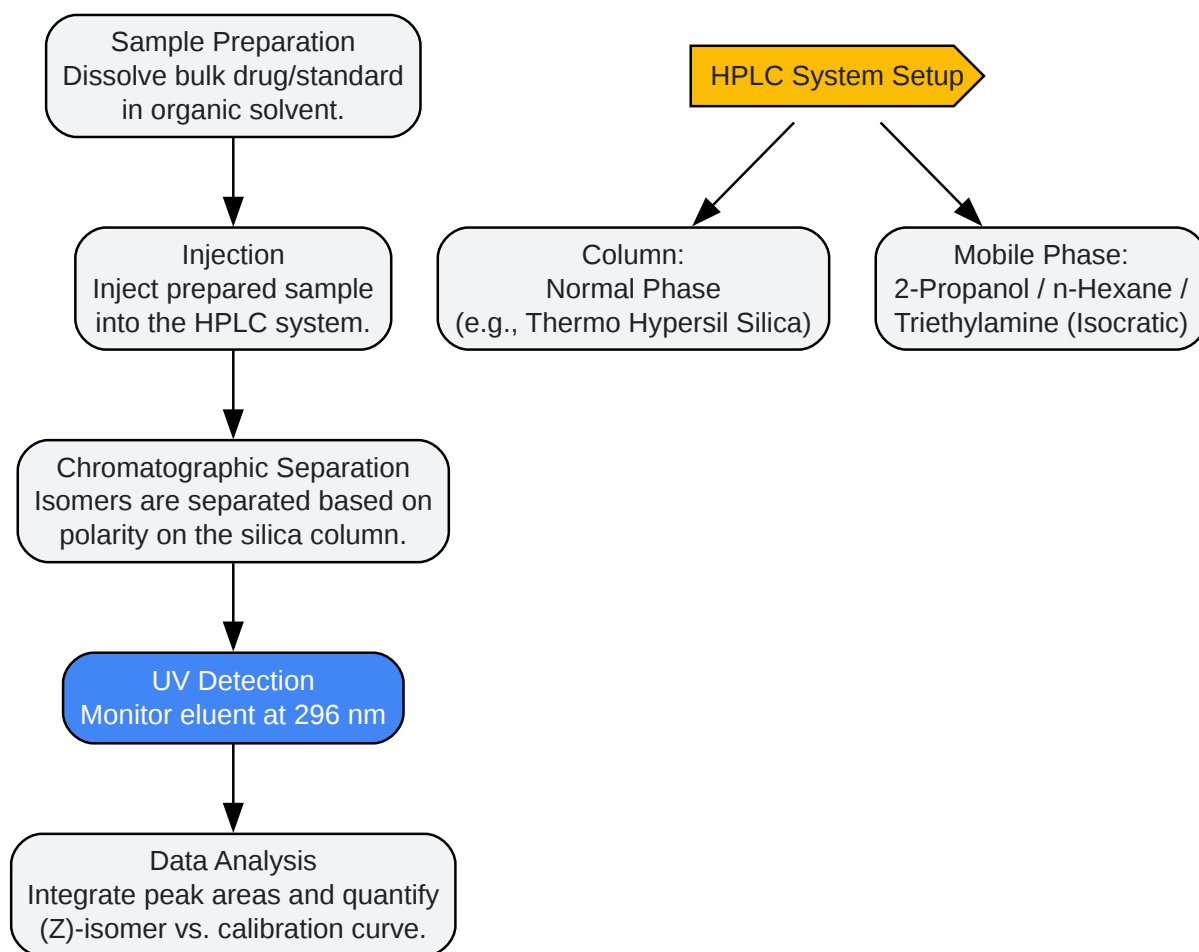 Sample Preparation
Dissolve bulk drug/standard
in organic solvent.
HPLC System Setup
Injection
Inject prepared sample
into the HPLC system.
Column:
Normal Phase
(e.g., Thermo Hypersil Silica)
Mobile Phase:
2-Propanol / n-Hexane /
Triethylamine (Isocratic)
Chromatographic Separation
Isomers are separated based on
polarity on the silica column.
UV Detection
Monitor eluent at 296 nm
Data Analysis
Integrate peak areas and quantify
(Z)-isomer vs. calibration curve.